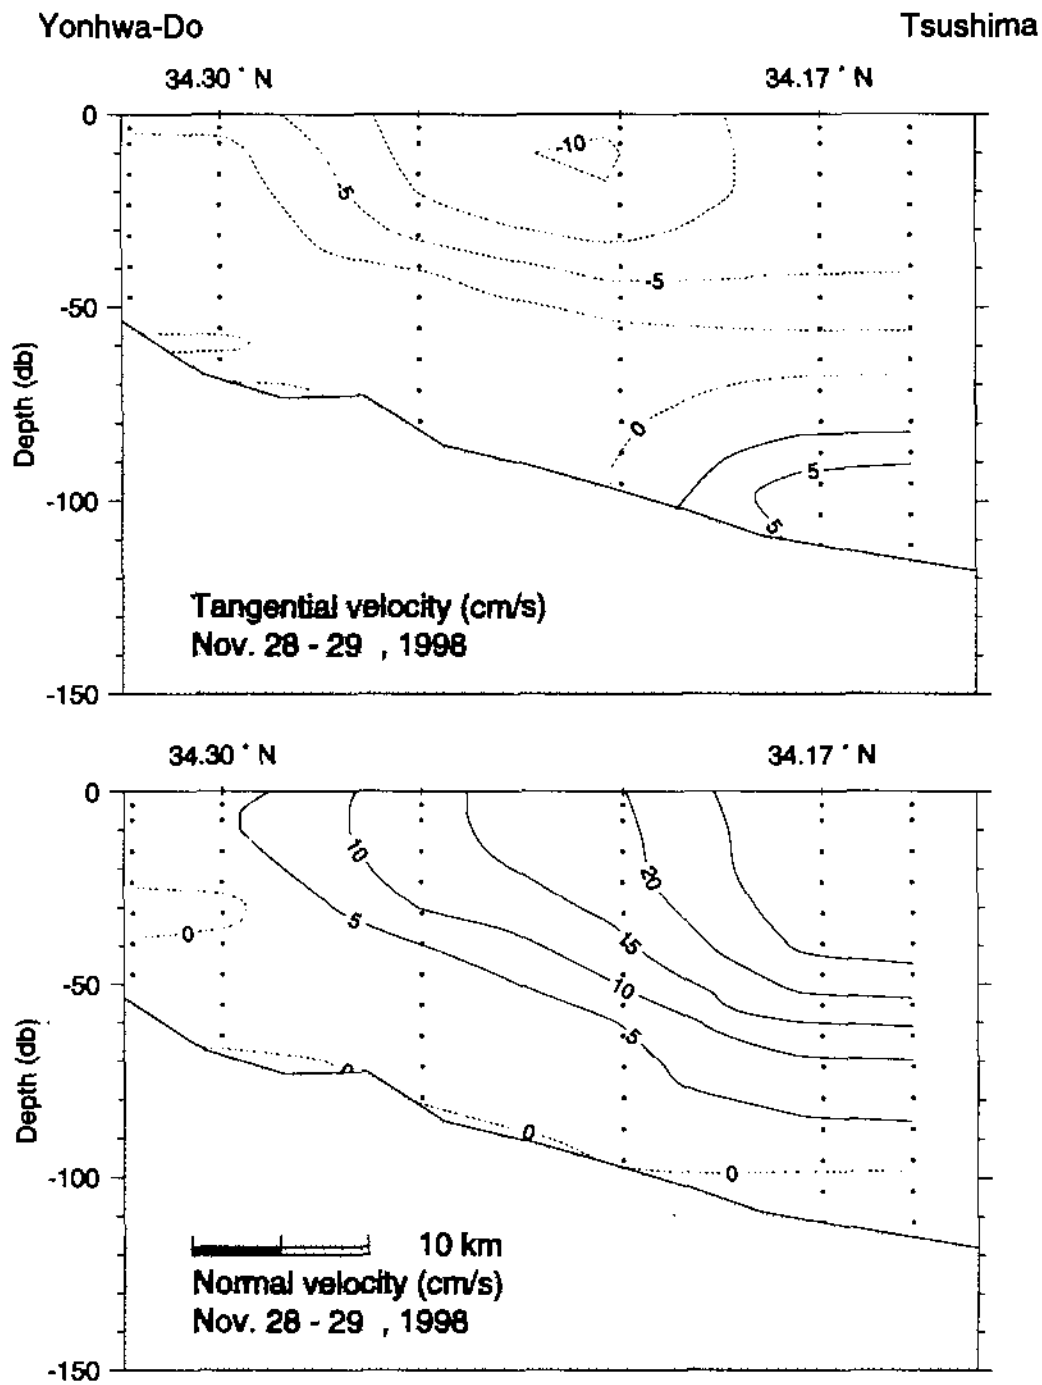 Yonhwa-Do Tsushima
34.30 ° N 34.17 ° N
0
-10
-5
-5
-50
Depth (db)
0
5
-100
5
Tangential velocity (cm/s)
Nov. 28 - 29 , 1998
-150
34.30 ° N 34.17 ° N
0
10
20
5
0
15
-50
10
5
Depth (db)
0
0
0
-100
10 km
Normal velocity (cm/s)
Nov. 28 - 29 , 1998
-150